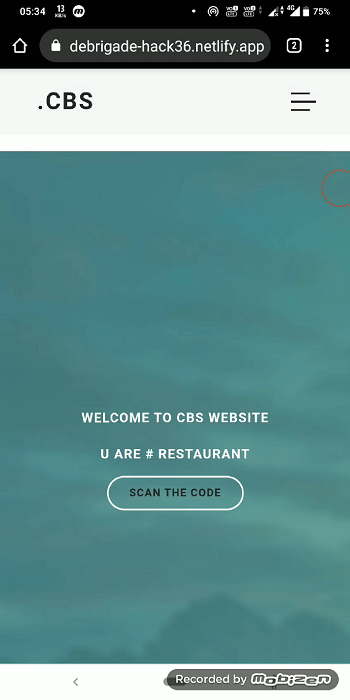 05:34 13 KB/s 4G 75%
debrigade-hack36.netlify.app 2
.CBS
WELCOME TO CBS WEBSITE
U ARE # RESTAURANT
SCAN THE CODE
Recorded by mobizen